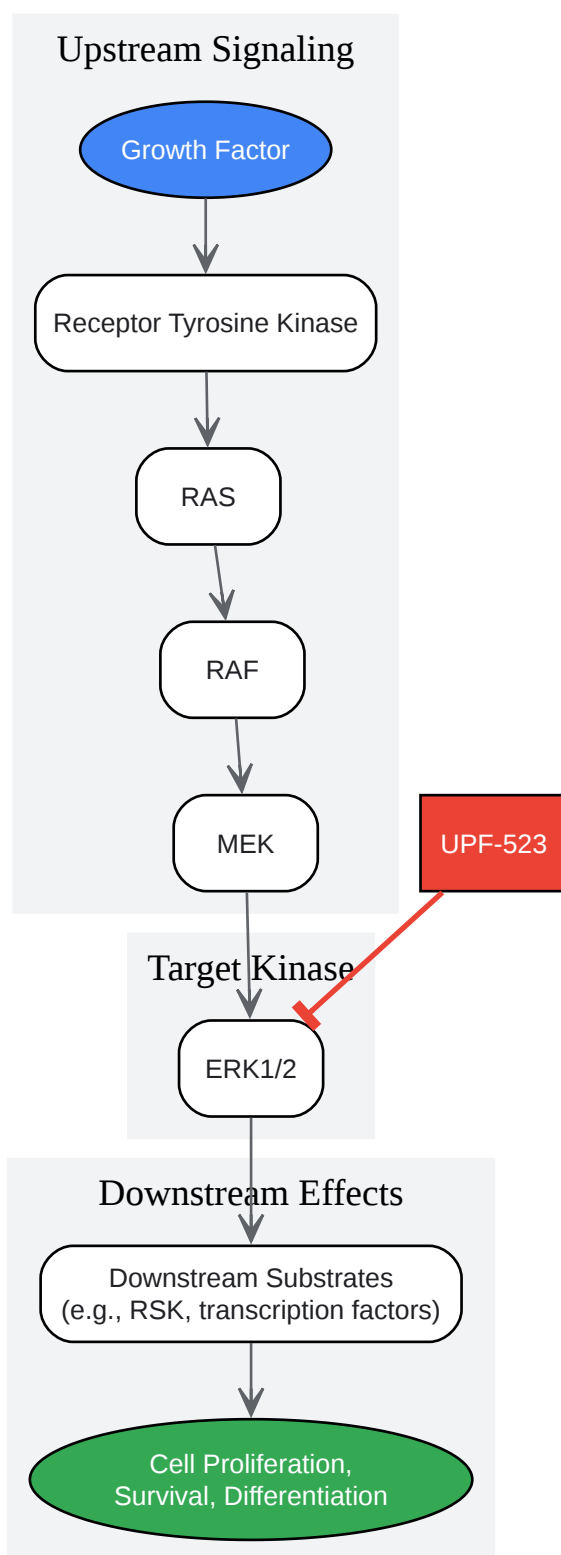 Upstream Signaling
Growth Factor
Receptor Tyrosine Kinase
RAS
RAF
MEK
UPF-523
Target Kinase
ERK1/2
Downstream Effects
Downstream Substrates
(e.g., RSK, transcription factors)
Cell Proliferation,
Survival, Differentiation